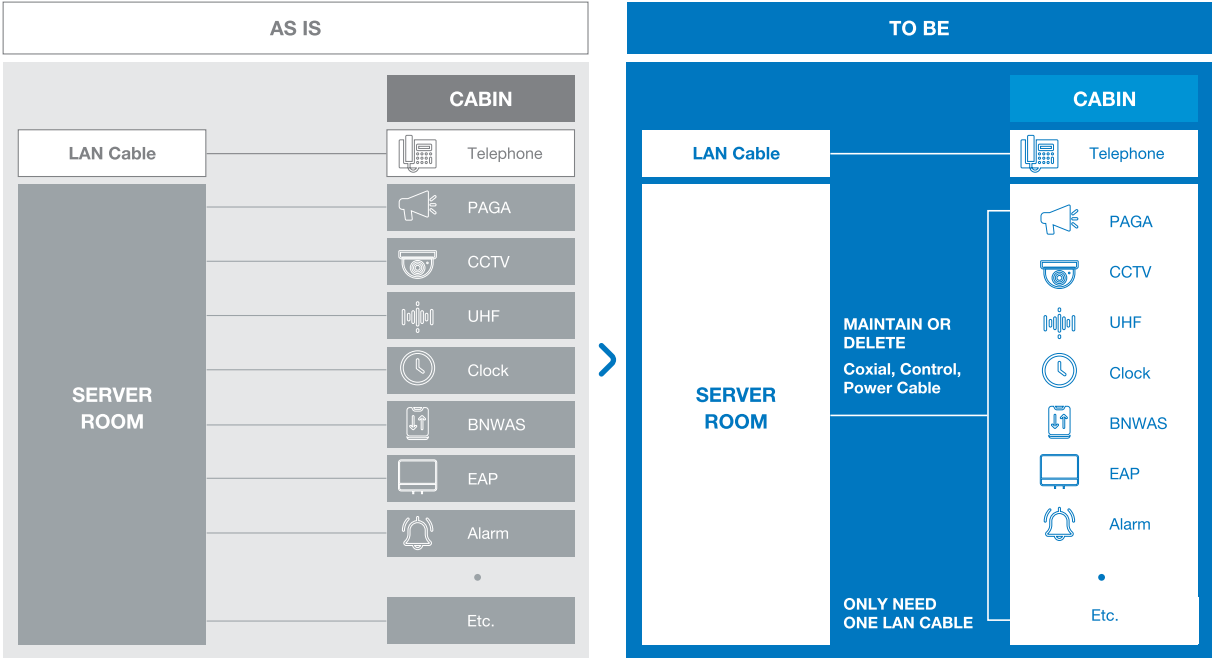 AS IS
CABIN
LAN Cable
Telephone
SERVER
ROOM
PAGA
CCTV
UHF
Clock
BNWAS
EAP
Alarm
Etc.
TO BE
CABIN
LAN Cable
Telephone
SERVER
ROOM
MAINTAIN OR
DELETE
Coxial, Control,
Power Cable
ONLY NEED
ONE LAN CABLE
PAGA
CCTV
UHF
Clock
BNWAS
EAP
Alarm
Etc.